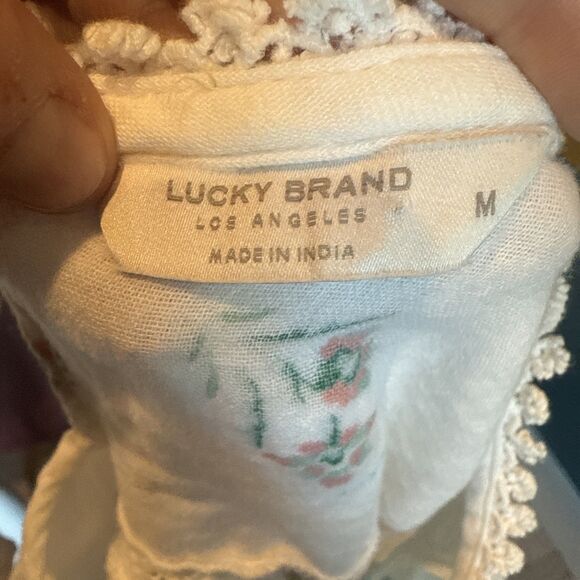 LUCKY BRAND
LOS ANGELES
MADE IN INDIA
M